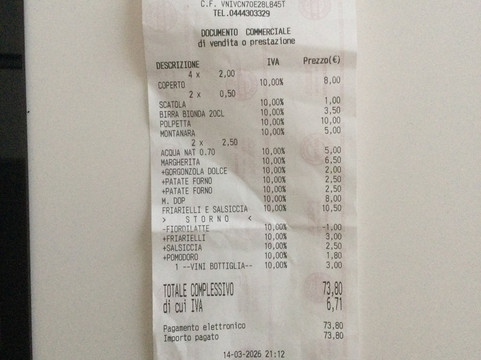 C.F. VNIVCN70E28L845T
TEL.0444303329
DOCUMENTO COMMERCIALE
di vendita o prestazione
DESCRIZIONE IVA Prezzo(€)
4 x 2,00
COPERTO 10,00% 8,00
2 x 0,50
SCATOLA 10,00% 1,00
BIRRA BIONDA 20CL 10,00% 3,50
POLPETTA 10,00% 10,00
MONTANARA 10,00% 5,00
2 x 2,50
ACQUA NAT 0.70 10,00% 5,00
MARGHERITA 10,00% 6,50
+GORGONZOLA DOLCE 10,00% 2,00
+PATATE FORNO 10,00% 2,50
+PATATE FORNO 10,00% 2,50
M. DOP 10,00% 8,00
FRIARIELLI E SALSICCIA 10,00% 10,50
> S T O R N O <
-FIORDILATTE 10,00% -1,00
+FRIARIELLI 10,00% 3,00
+SALSICCIA 10,00% 2,50
+POMODORO 10,00% 1,80
1 --VINI BOTTIGLIA-- 10,00% 3,00
TOTALE COMPLESSIVO 73,80
di cui IVA 6,71
Pagamento elettronico 73,80
Importo pagato 73,80
14-03-2026 21:12